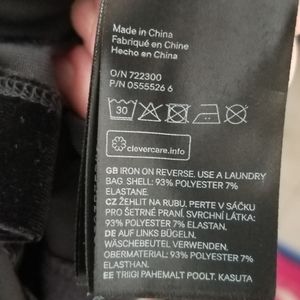 Made in China
Fabriqué en Chine
Hecho en China
O/N 722300
P/N 0555526 6
30
clevercare.info
GB IRON ON REVERSE. USE A LAUNDRY
BAG. SHELL: 93% POLYESTER 7%
ELASTANE.
CZ ŽEHLIT NA RUBU, PERTE V SÁČKU
PRO ŠETRNÉ PRANÍ. SVRCHNÍ LÁTKA:
93% POLYESTER 7% ELASTAN.
DE AUF LINKS BÜGELN.
WÄSCHEBEUTEL VERWENDEN.
OBERMATERIAL: 93% POLYESTER 7%
ELASTHAN.
EE TRIIGI PAHEMALT POOLT. KASUTA